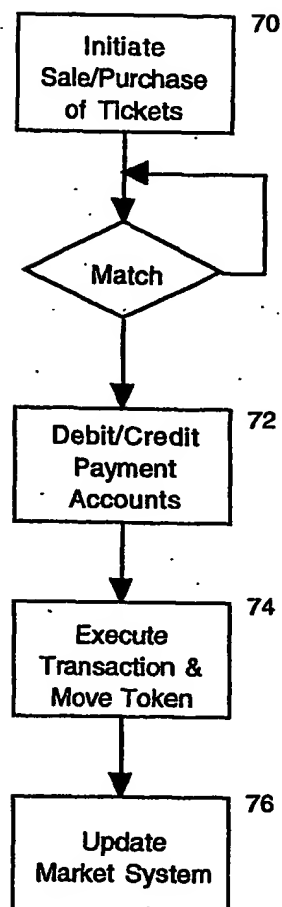 70
Initiate
Sale/Purchase
of Tickets
Match
72
Debit/Credit
Payment
Accounts
74
Execute
Transaction &
Move Token
76
Update
Market System